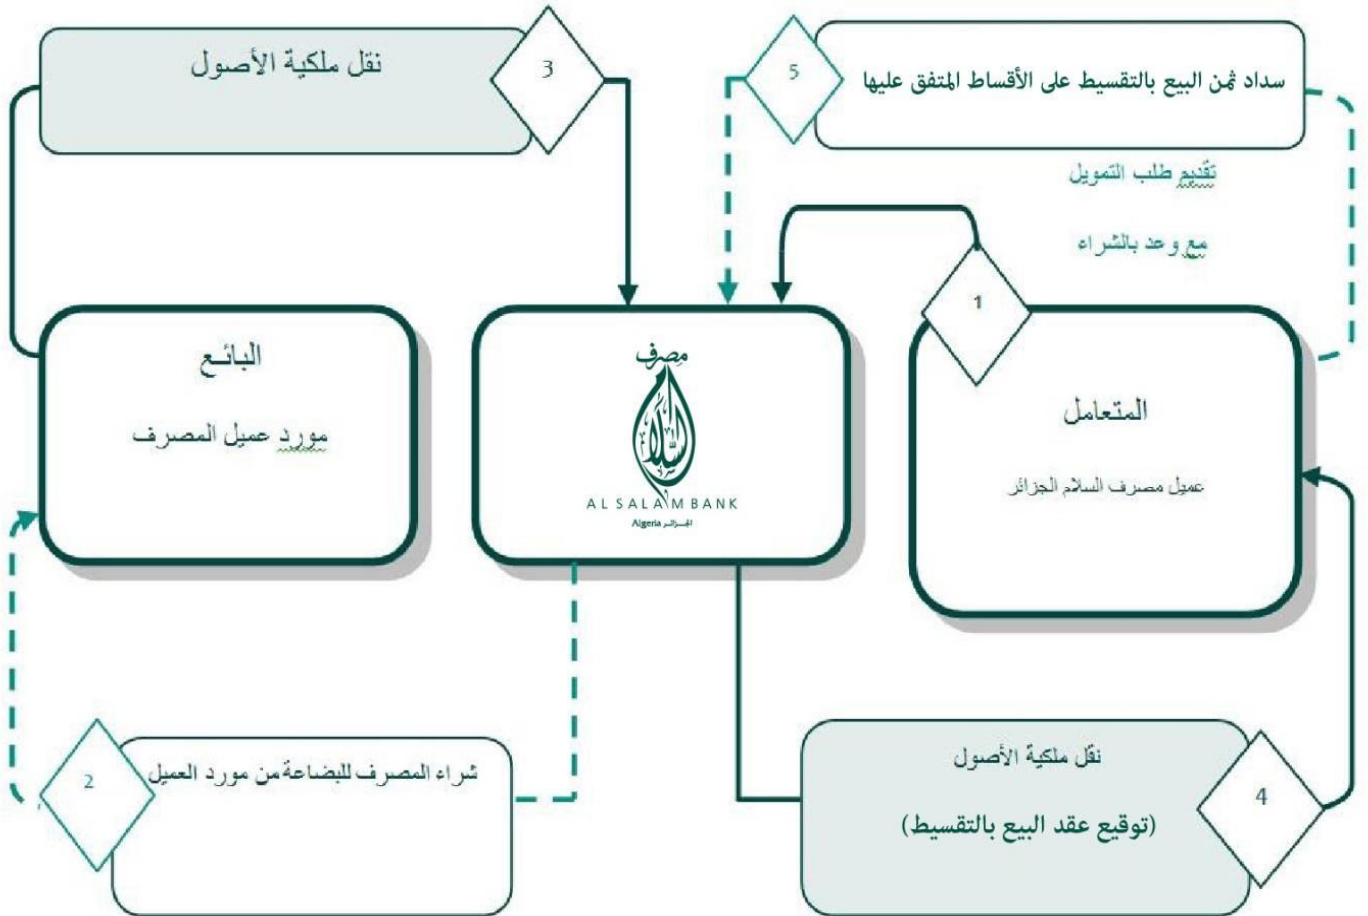 نقل ملكية الأصول
3
5
سداد ثمن البيع بالتقسيط على الأقساط المتفق عليها
تقديم طلب التمويل
مع وعد بالشراء
1
البائع
مورد عميل المصرف
مصرف
السلام
AL SALAM BANK
Algeria الجزائر
المتعامل
عميل مصرف السلام الجزائر
2
شراء المصرف للبضاعة من مورد العميل
نقل ملكية الأصول
(توقيع عقد البيع بالتقسيط)
4